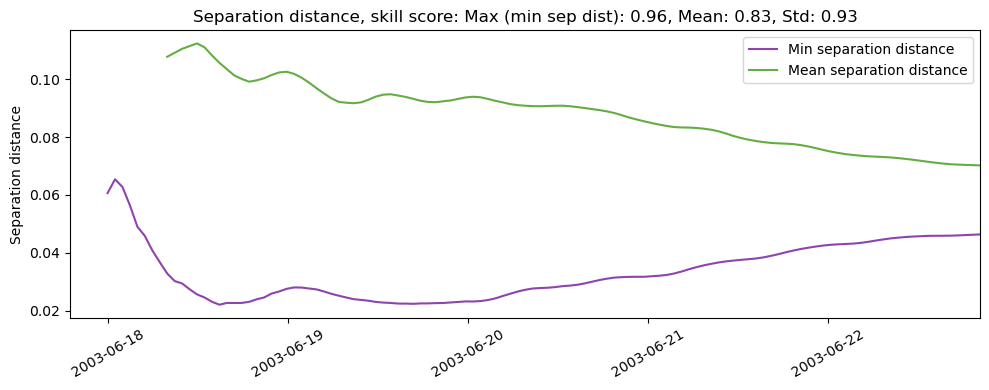 Separation distance, skill score: Max (min sep dist): 0.96, Mean: 0.83, Std: 0.93
Min separation distance
Mean separation distance
Separation distance
0.10
0.08
0.06
0.04
0.02
2003-06-18
2003-06-19
2003-06-20
2003-06-21
2003-06-22